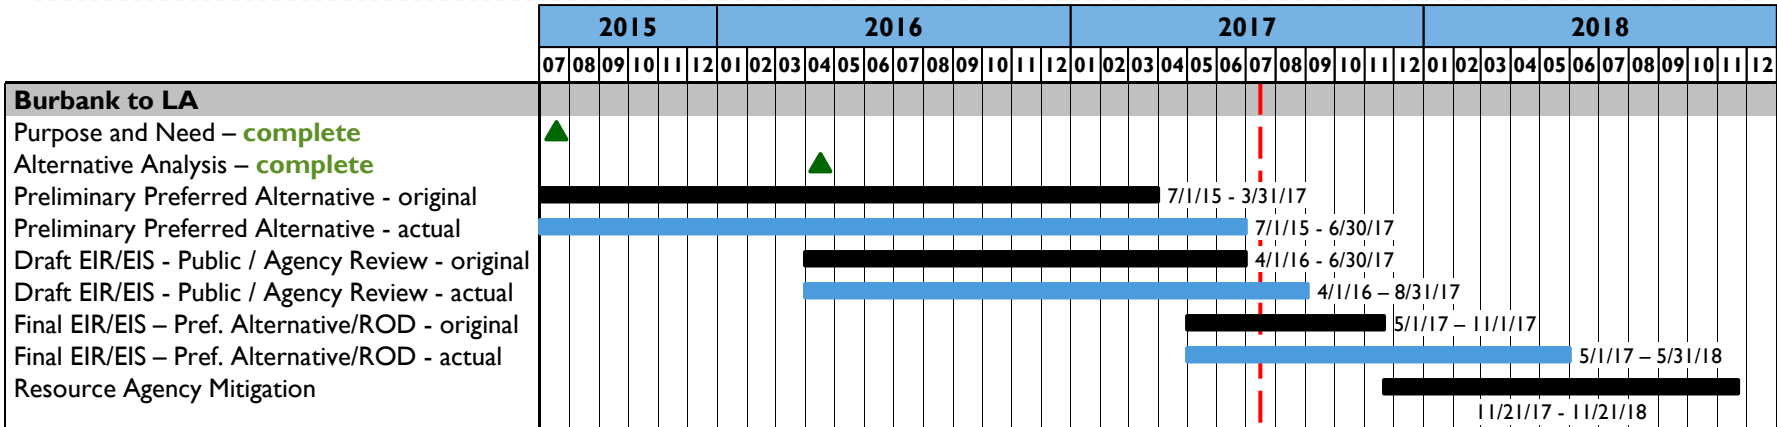 2015 2016 2017 2018
07 08 09 10 11 12 01 02 03 04 05 06 07 08 09 10 11 12 01 02 03 04 05 06 07 08 09 10 11 12 01 02 03 04 05 06 07 08 09 10 11 12
Burbank to LA
Purpose and Need – complete
Alternative Analysis – complete
Preliminary Preferred Alternative - original 7/1/15 - 3/31/17
Preliminary Preferred Alternative - actual 7/1/15 - 6/30/17
Draft EIR/EIS - Public / Agency Review - original 4/1/16 - 6/30/17
Draft EIR/EIS - Public / Agency Review - actual 4/1/16 – 8/31/17
Final EIR/EIS – Pref. Alternative/ROD - original 5/1/17 – 11/1/17
Final EIR/EIS – Pref. Alternative/ROD - actual 5/1/17 – 5/31/18
Resource Agency Mitigation
11/21/17 - 11/21/18